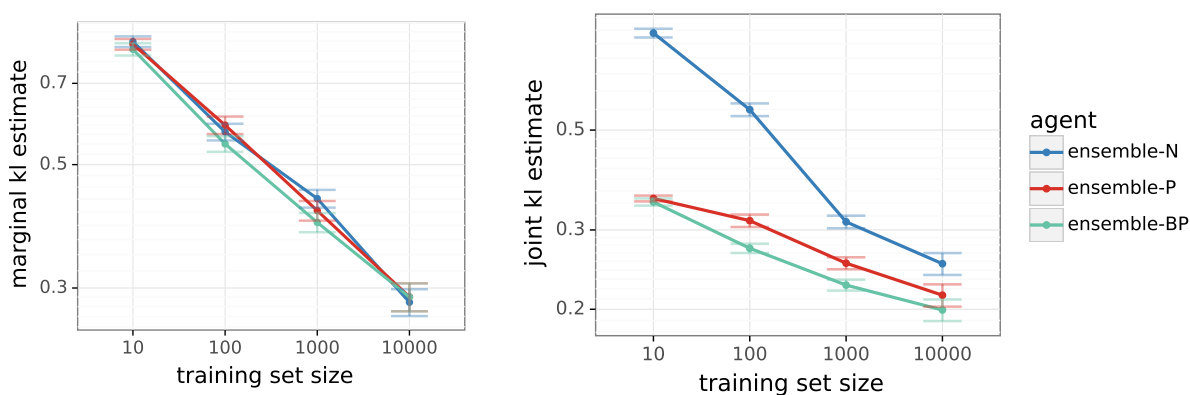 marginal kl estimate
0.7
0.5
0.3
10 100 1000 10000
training set size
joint kl estimate
0.5
0.3
0.2
10 100 1000 10000
training set size
agent
ensemble-N
ensemble-P
ensemble-BP